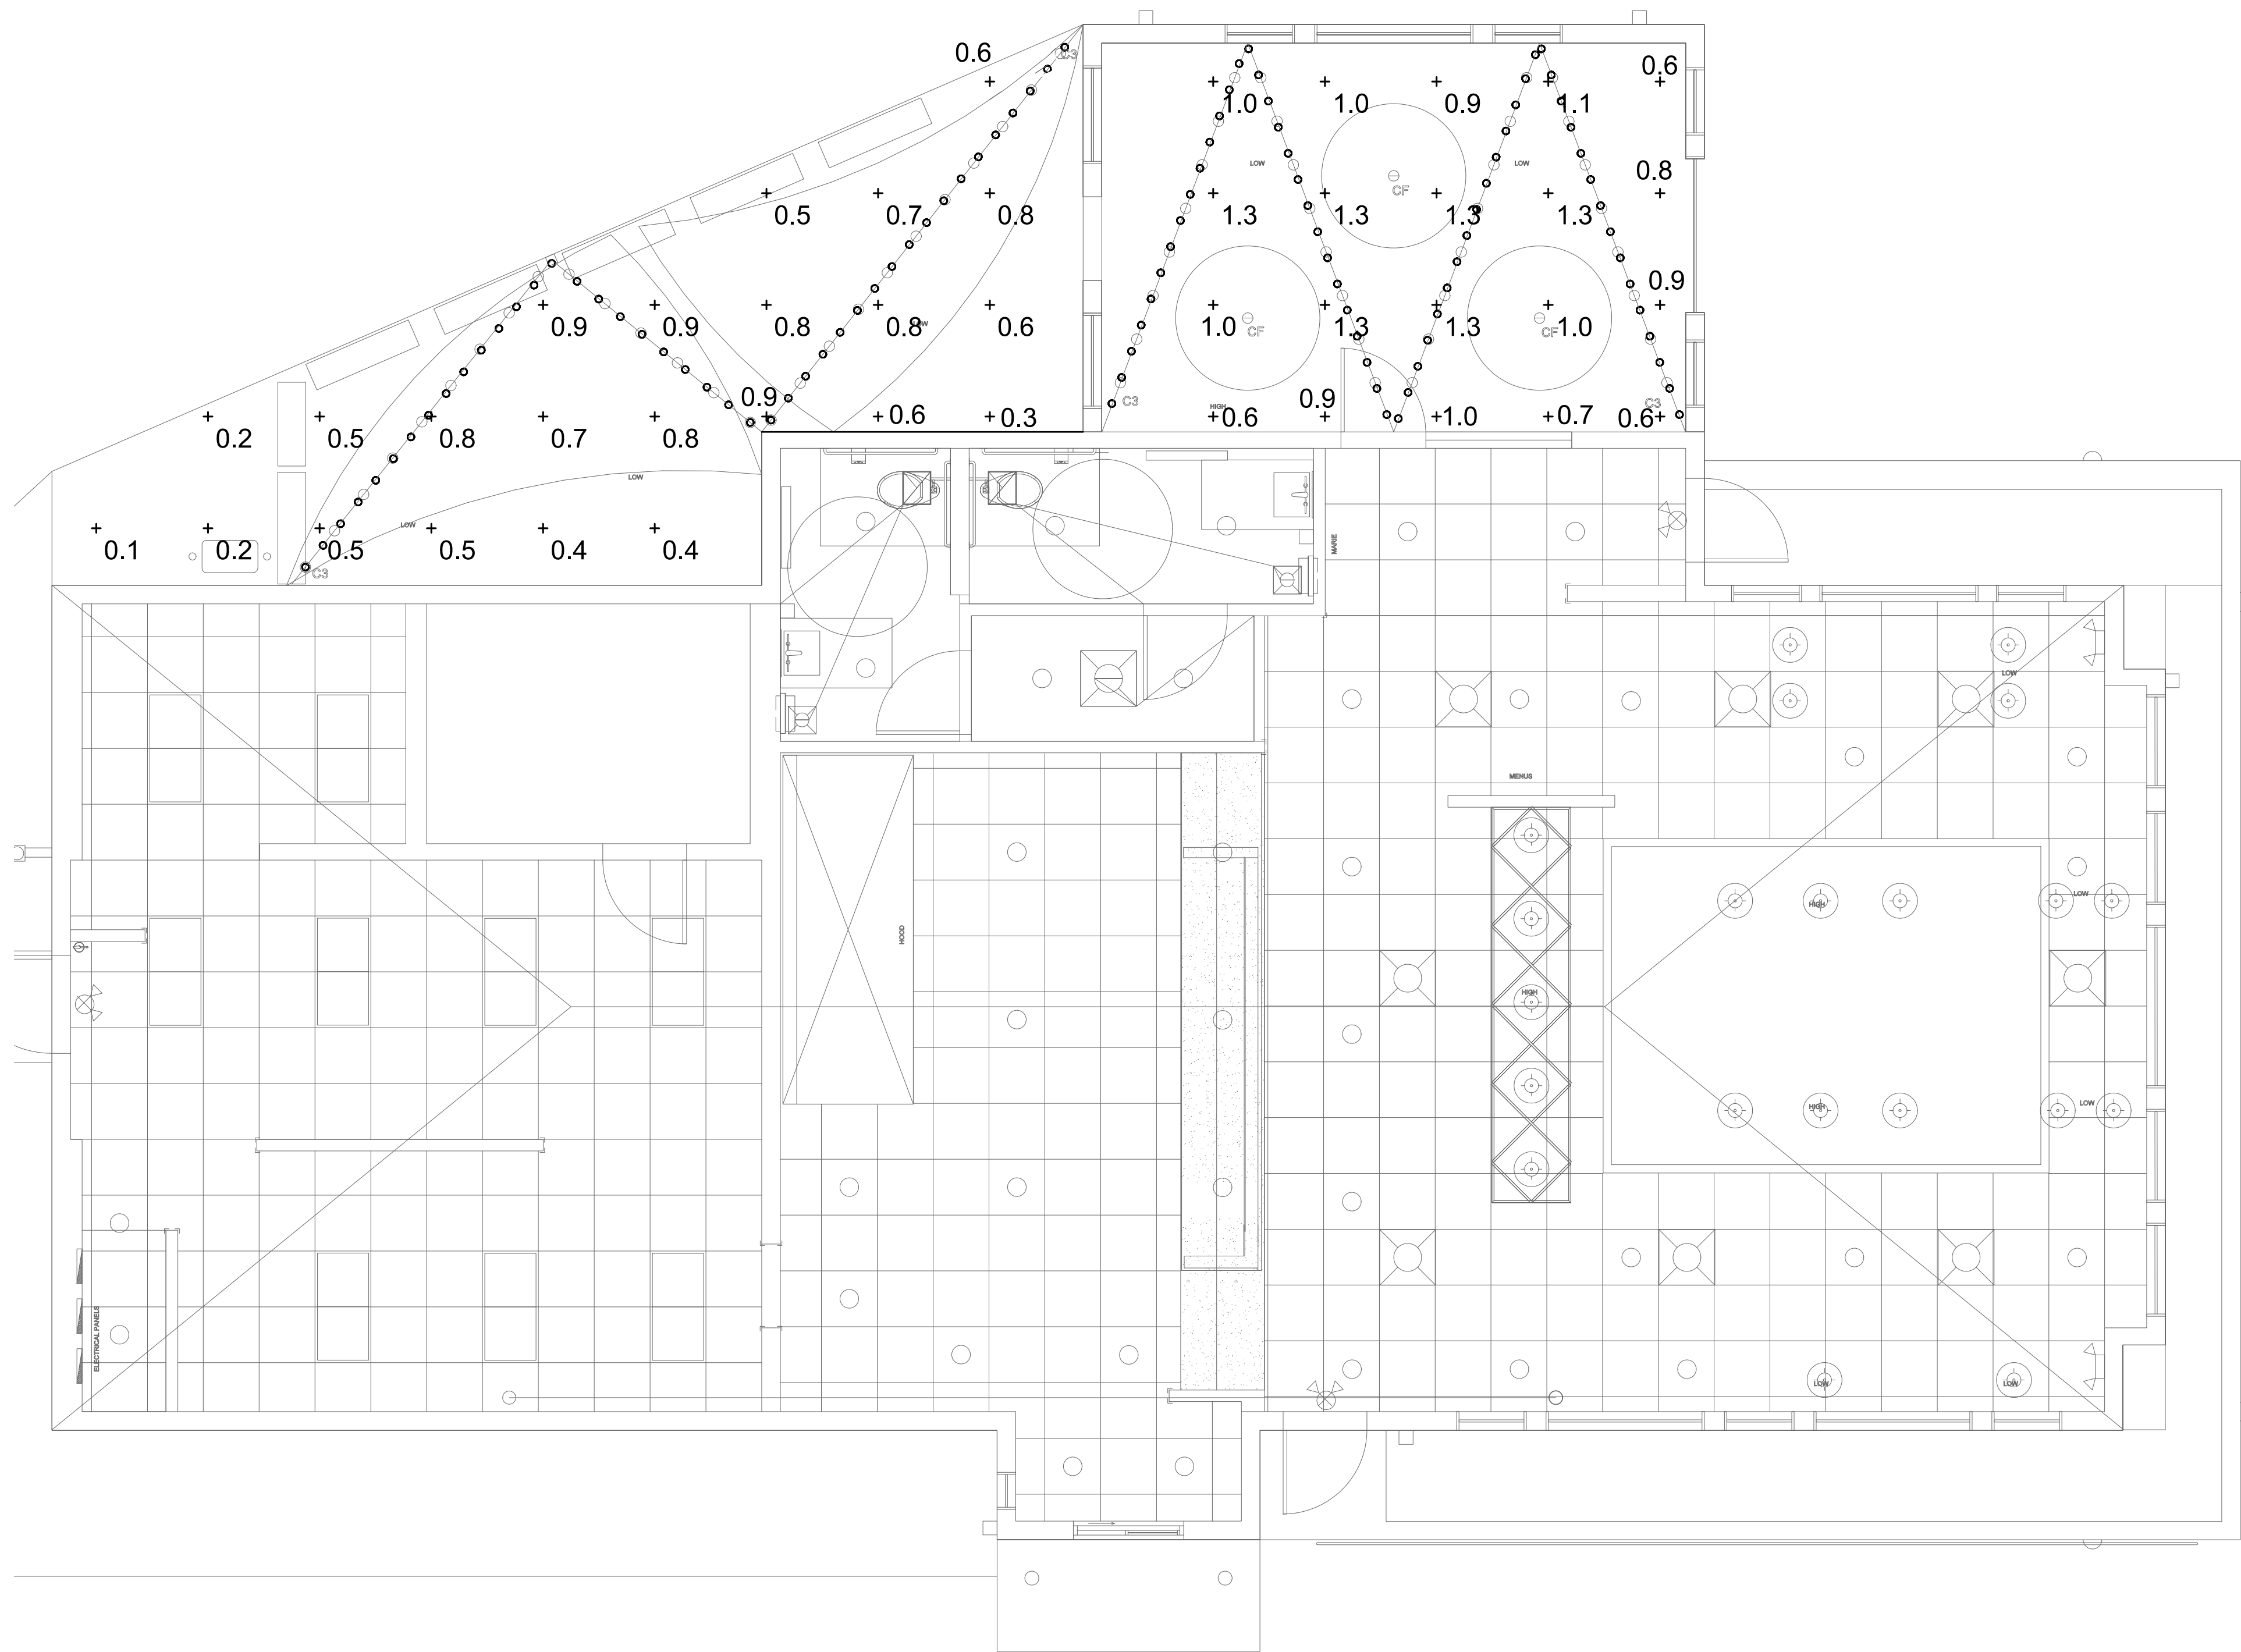 0.6
C3
0.6
1.0 1.0 0.9 1.1
LOW LOW
0.8
CF
0.5 0.7 0.8 1.3 1.3 1.3 1.3
0.9
0.9 0.9 0.8 0.8 LOW 0.6 1.0 CF 1.3 1.3 CF 1.0
0.9 0.9
C3 HIGH C3
0.2 0.5 0.8 0.7 0.8 0.6 0.3 0.6 1.0 0.7 0.6
LOW
LOW
0.1 0.2 0.5 0.5 0.4 0.4
MARIE
C3
LOW
MENUS
LOW
HIGH
HOOD
HIGH
LOW
HIGH
ELECTRICAL PANELS
LOW LOW